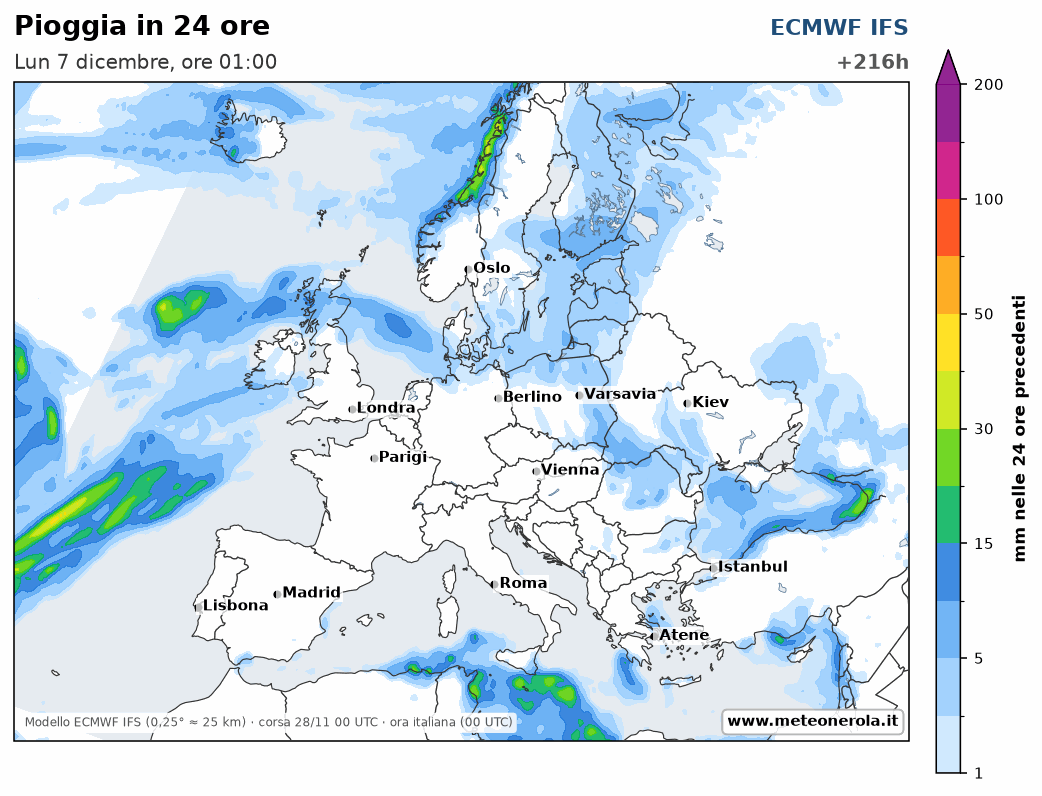 Pioggia in 24 ore
ECMWF IFS
Lun 7 dicembre, ore 01:00
+216h
200
100
50
30
15
5
1
mm nelle 24 ore precedenti
Oslo
Berlino
Varsavia
Kiev
Londra
Parigi
Vienna
Istanbul
Roma
Madrid
Lisbona
Atene
Modello ECMWF IFS (0,25° ≈ 25 km) · corsa 28/11 00 UTC · ora italiana (00 UTC)
www.meteonerola.it